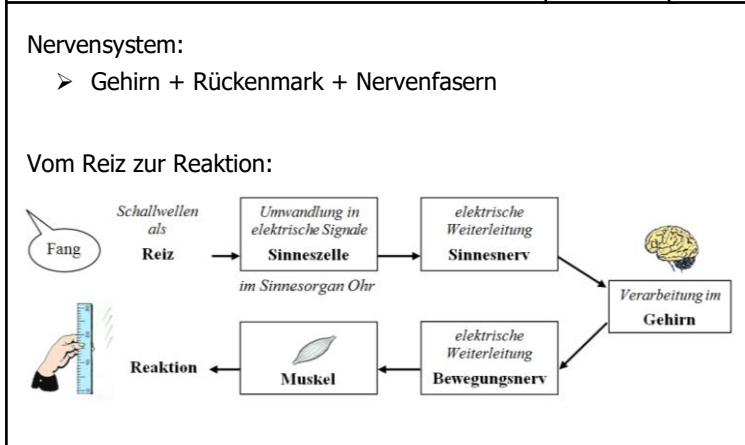 Nervensystem:
➢ Gehirn + Rückenmark + Nervenfasern
Vom Reiz zur Reaktion:
Fang
Schallwellen
als
Reiz
Umwandlung in
elektrische Signale
Sinneszelle
im Sinnesorgan Ohr
elektrische
Weiterleitung
Sinnesnerv
Verarbeitung im
Gehirn
elektrische
Weiterleitung
Bewegungsnerv
Muskel
Reaktion